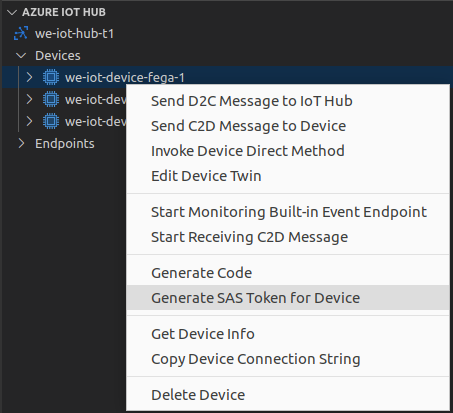 AZURE IOT HUB
we-iot-hub-t1
Devices
we-iot-device-fega-1
we-iot-dev
we-iot-dev
Endpoints
Send D2C Message to IoT Hub
Send C2D Message to Device
Invoke Device Direct Method
Edit Device Twin
Start Monitoring Built-in Event Endpoint
Start Receiving C2D Message
Generate Code
Generate SAS Token for Device
Get Device Info
Copy Device Connection String
Delete Device